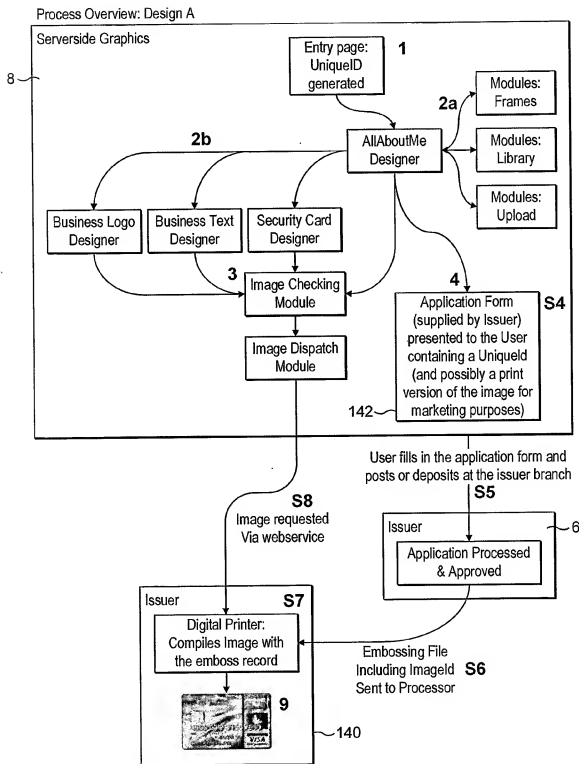 Process Overview: Design A
Serverside Graphics
8
Entry page:
UniqueID
generated
1
2a
Modules:
Frames
AllAboutMe
Designer
Modules:
Library
Modules:
Upload
2b
Business Logo
Designer
Business Text
Designer
Security Card
Designer
3
Image Checking
Module
Image Dispatch
Module
4
Application Form
(supplied by Issuer)
presented to the User
containing a UniqueId
(and possibly a print
version of the image for
marketing purposes)
S4
142
User fills in the application form and
posts or deposits at the issuer branch
S5
S8
Image requested
Via webservice
Issuer
6
Application Processed
& Approved
Issuer
S7
Digital Printer:
Compiles Image with
the emboss record
Embossing File
Including ImageId
Sent to Processor
S6
9
VISA
140